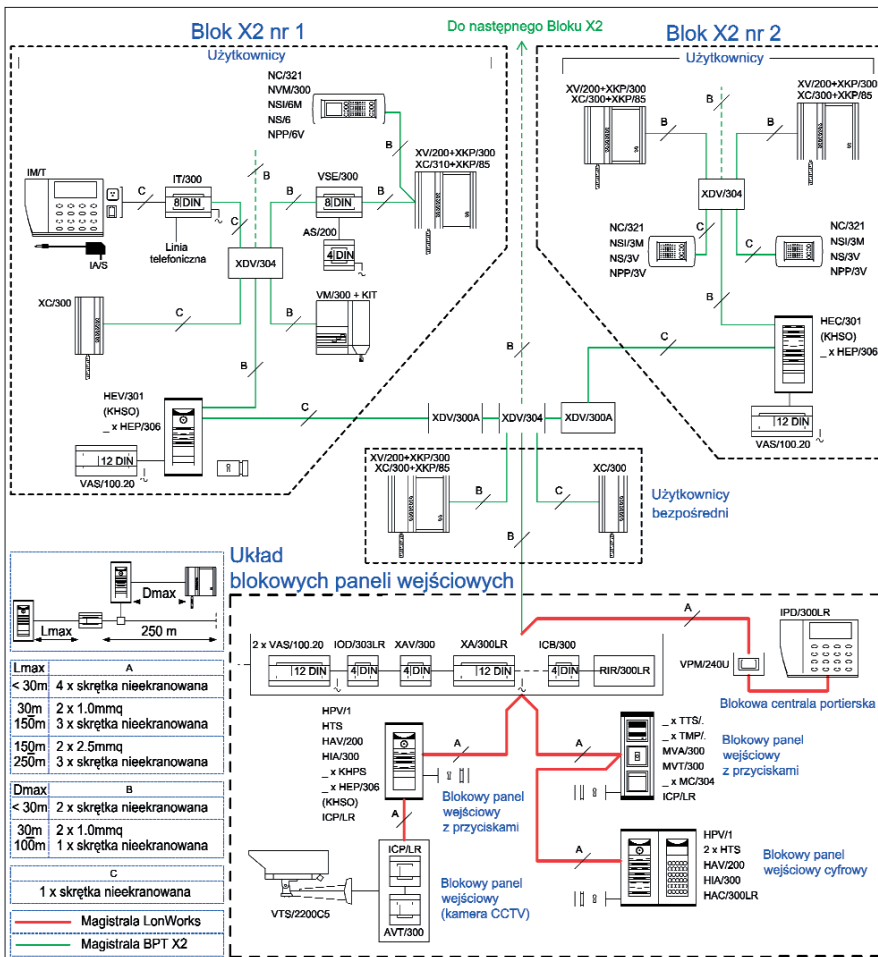 Blok X2 nr 1
Użytkownicy
Do następnego Bloku X2
Blok X2 nr 2
Użytkownicy
NC/321
NVM/300
NSI/6M
NS/6
NPP/6V
B
XV/200+XKP/300
XC/310+XKP/85
IM/T
C
IT/300
8 DIN
Linia
telefoniczna
IA/S
B
B
VSE/300
8 DIN
B
AS/200
4 DIN
C
XDV/304
XC/300
C
B
VM/300 + KIT
B
HEV/301
(KHSO)
_ x HEP/306
12 DIN
VAS/100.20
C
XV/200+XKP/300
XC/300+XKP/85
B
B
B
XV/200+XKP/300
XC/300+XKP/85
XDV/304
C
C
NC/321
NSI/3M
NS/3V
NPP/3V
NC/321
NSI/3M
NS/3V
NPP/3V
B
HEC/301
(KHSO)
_ x HEP/306
12 DIN
VAS/100.20
C
B
XDV/300A
XDV/304
XDV/300A
XV/200+XKP/300
XC/300+XKP/85
B
C
XC/300
B
Użytkownicy
bezpośredni
Dmax
Lmax
250 m
Lmax A
< 30m 4 x skrętka nieekranowana
30m 2 x 1.0mmq
150m 3 x skrętka nieekranowana
150m 2 x 2.5mmq
250m 3 x skrętka nieekranowana
Dmax B
< 30m 2 x skrętka nieekranowana
30m 2 x 1.0mmq
100m 1 x skrętka nieekranowana
C
1 x skrętka nieekranowana
Magistrala LonWorks
Magistrala BPT X2
Układ
blokowych paneli wejściowych
2 x VAS/100.20
12 DIN
IOD/303LR
4 DIN
XAV/300
4 DIN
XA/300LR
12 DIN
ICB/300
4 DIN
RIR/300LR
A
VPM/240U
IPD/300LR
Blokowa centrala portierska
HPV/1
HTS
HAV/200
HIA/300
_ x KHPS
_ x HEP/306
(KHSO)
ICP/LR
A
Blokowy panel
wejściowy
z przyciskami
A
_ x TTS/.
_ x TMP/.
MVA/300
MVT/300
_ x MC/304
ICP/LR
Blokowy panel
wejściowy
z przyciskami
A
VTS/2200C5
ICP/LR
AVT/300
Blokowy panel
wejściowy
(kamera CCTV)
A
HPV/1
2 x HTS
HAV/200
HIA/300
HAC/300LR
Blokowy panel
wejściowy cyfrowy